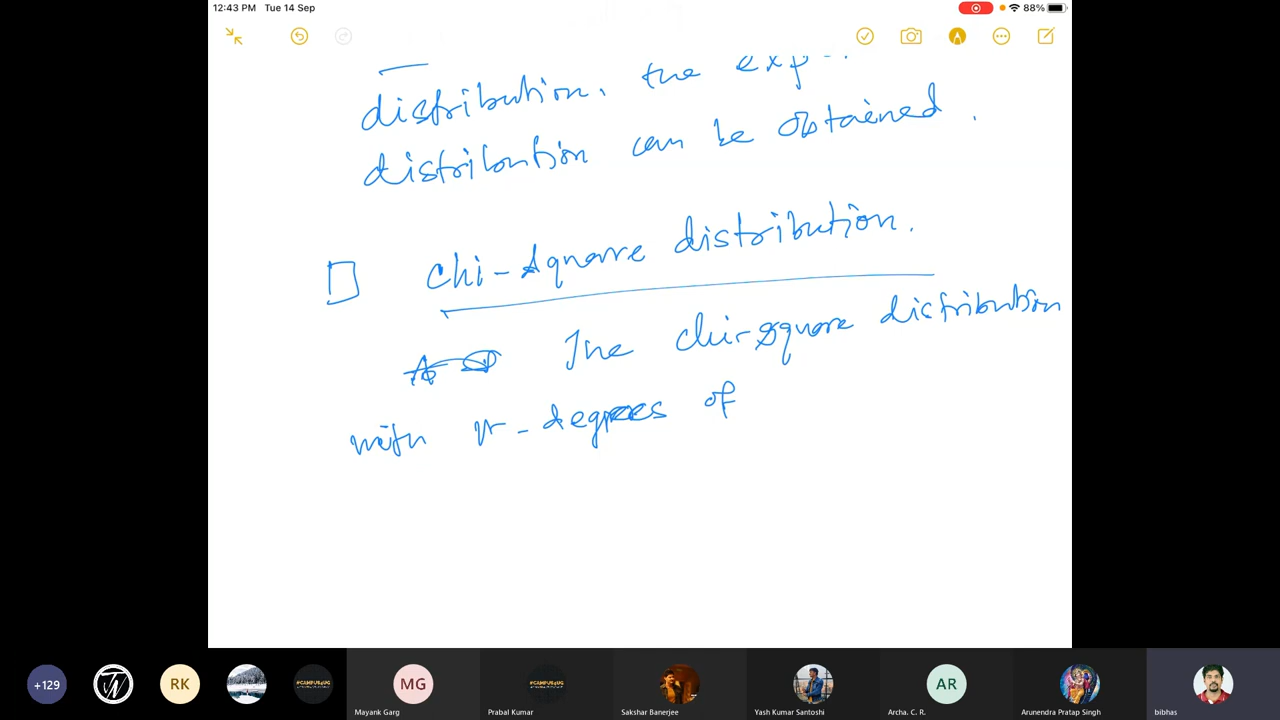 12:43 PM Tue 14 Sep
88%
distribution, the exp..
distribution can be obtained.
Chi-square distribution.
The chi-square distribution
with r-degrees of
+129
RK
#CAMPUS4UG
MG
#CAMPUS4UG
AR
Mayank Garg
Prabal Kumar
Sakshar Banerjee
Yash Kumar Santoshi
Archa. C. R.
Arunendra Pratap Singh
bibhas